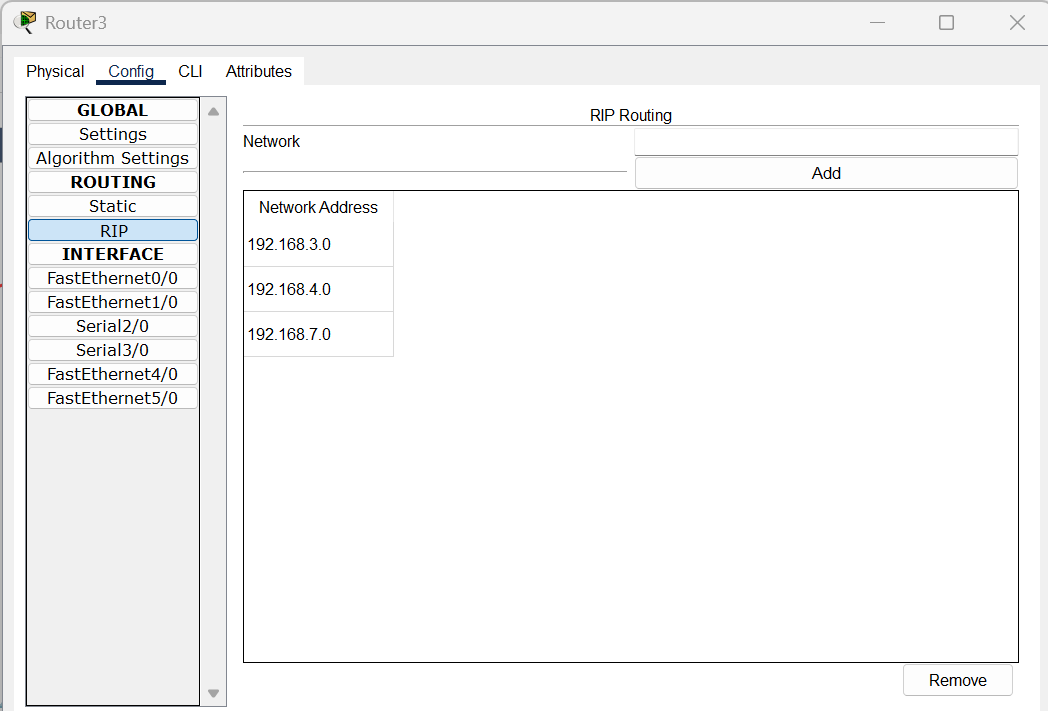 Router3
Physical Config CLI Attributes
GLOBAL
Settings
Algorithm Settings
ROUTING
Static
RIP
INTERFACE
FastEthernet0/0
FastEthernet1/0
Serial2/0
Serial3/0
FastEthernet4/0
FastEthernet5/0
RIP Routing
Network
Add
Network Address
192.168.3.0
192.168.4.0
192.168.7.0
Remove